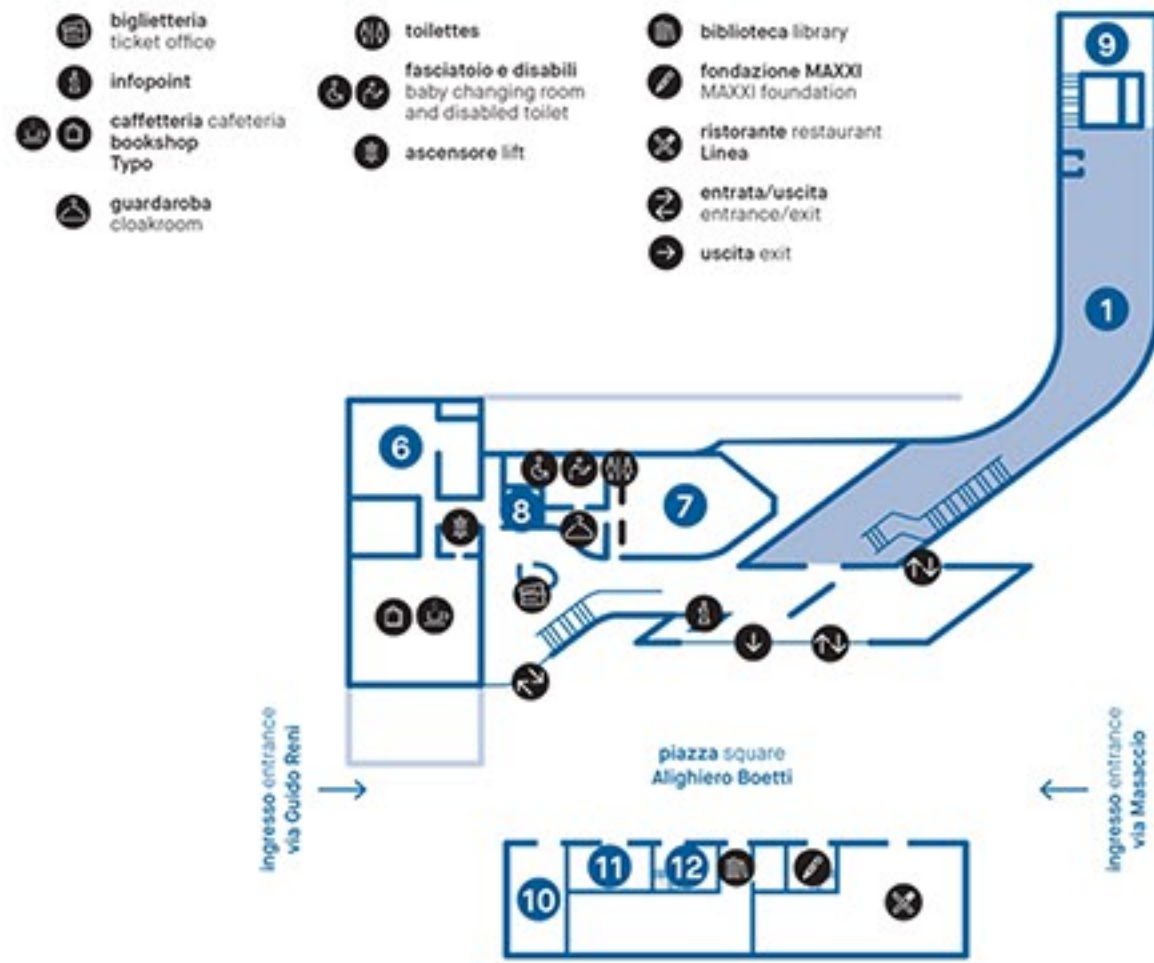 biglietteria
ticket office
infopoint
caffetteria cafeteria
bookshop
Typo
guardaroba
cloakroom
toilettes
fasciatoio e disabili
baby changing room
and disabled toilet
ascensore lift
biblioteca library
fondazione MAXXI
MAXXI foundation
ristorante restaurant
Linea
entrata/uscita
entrance/exit
uscita exit
9
1
6
7
8
ingresso entrance
via Guido Reni
piazza square
Alighiero Boetti
ingresso entrance
via Masaccio
10
11
12